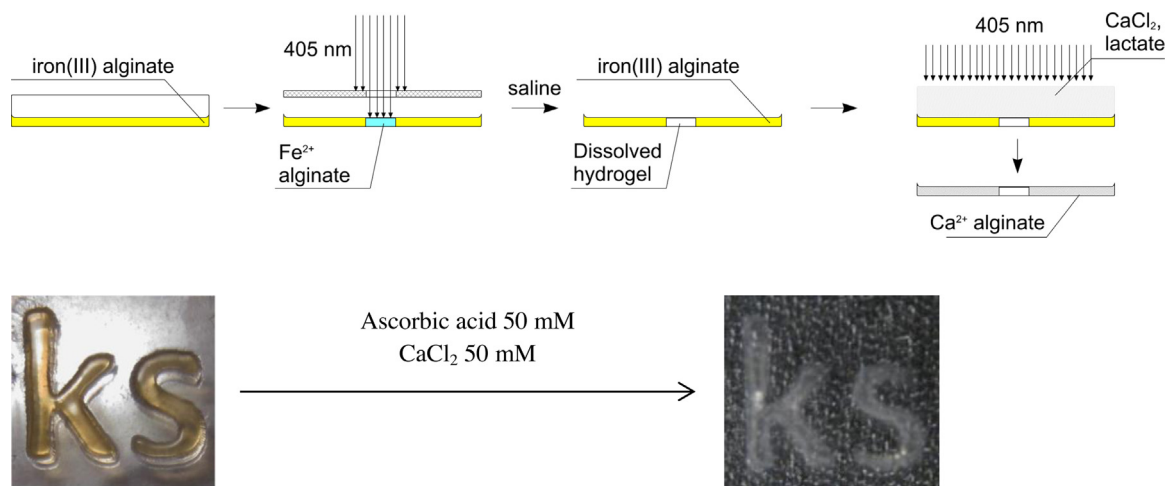 iron(III) alginate
405 nm
Fe²⁺
alginate
saline
iron(III) alginate
Dissolved
hydrogel
405 nm
CaCl₂,
lactate
Ca²⁺ alginate
ks
Ascorbic acid 50 mM
CaCl₂ 50 mM
ks